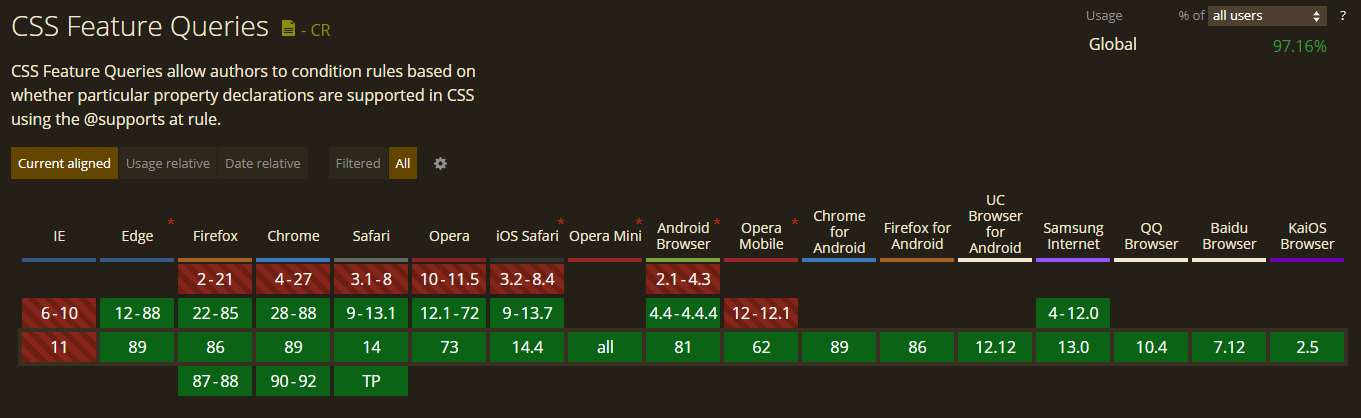 CSS Feature Queries - CR
Usage % of all users ?
Global 97.16%
CSS Feature Queries allow authors to condition rules based on
whether particular property declarations are supported in CSS
using the @supports at rule.
Current aligned Usage relative Date relative Filtered All
IE Edge * Firefox Chrome Safari Opera iOS Safari * Opera Mini * Android Browser * Opera Mobile * Chrome for Android Firefox for Android UC Browser for Android Samsung Internet QQ Browser Baidu Browser KaiOS Browser
2-21 4-27 3.1-8 10-11.5 3.2-8.4 2.1-4.3
6-10 12-88 22-85 28-88 9-13.1 12.1-72 9-13.7 4.4-4.4.4 12-12.1 4-12.0
11 89 86 89 14 73 14.4 all 81 62 89 86 12.12 13.0 10.4 7.12 2.5
87-88 90-92 TP